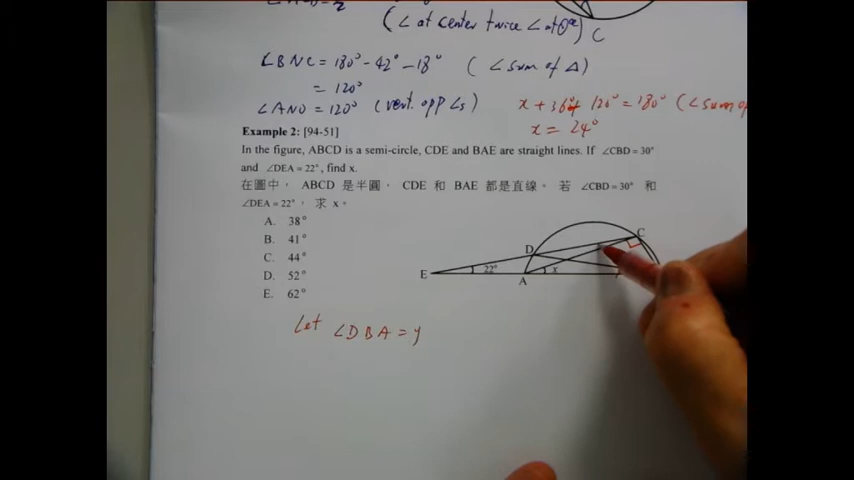 (∠ at center twice ∠ at ⊙ce) C
∠BNC = 180° - 42° - 18° (∠ sum of △)
= 120°
∠ANO = 120° (vert. opp ∠s) x + 36° + 120° = 180° (∠ sum of
x = 24°
Example 2: [94-51]
In the figure, ABCD is a semi-circle, CDE and BAE are straight lines. If ∠CBD = 30°
and ∠DEA = 22°, find x.
在圖中， ABCD 是半圓， CDE 和 BAE 都是直線。 若 ∠CBD = 30° 和
∠DEA = 22°， 求 x。
A. 38°
B. 41°
C. 44°
D. 52°
E. 62°
D C
E 22° A x
Let ∠DBA = y